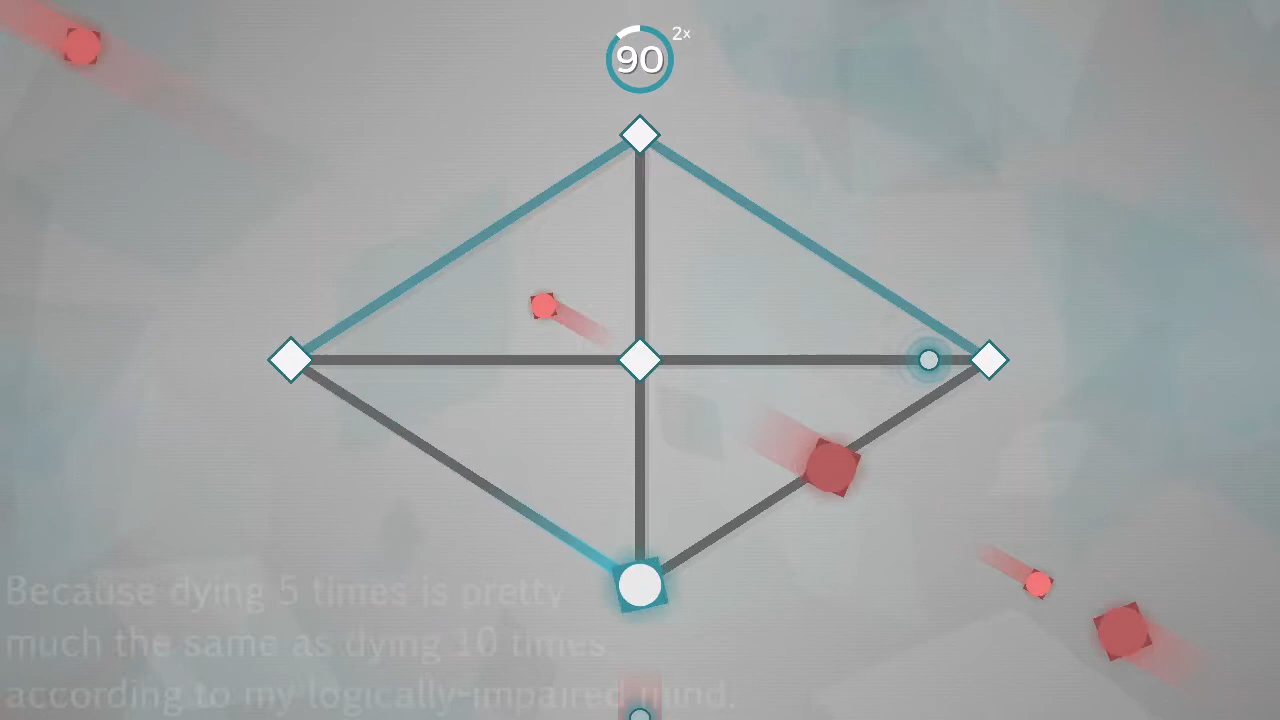 2x
90
Because dying 5 times is pretty
much the same as dying 10 times
according to my logically-impaired mind.